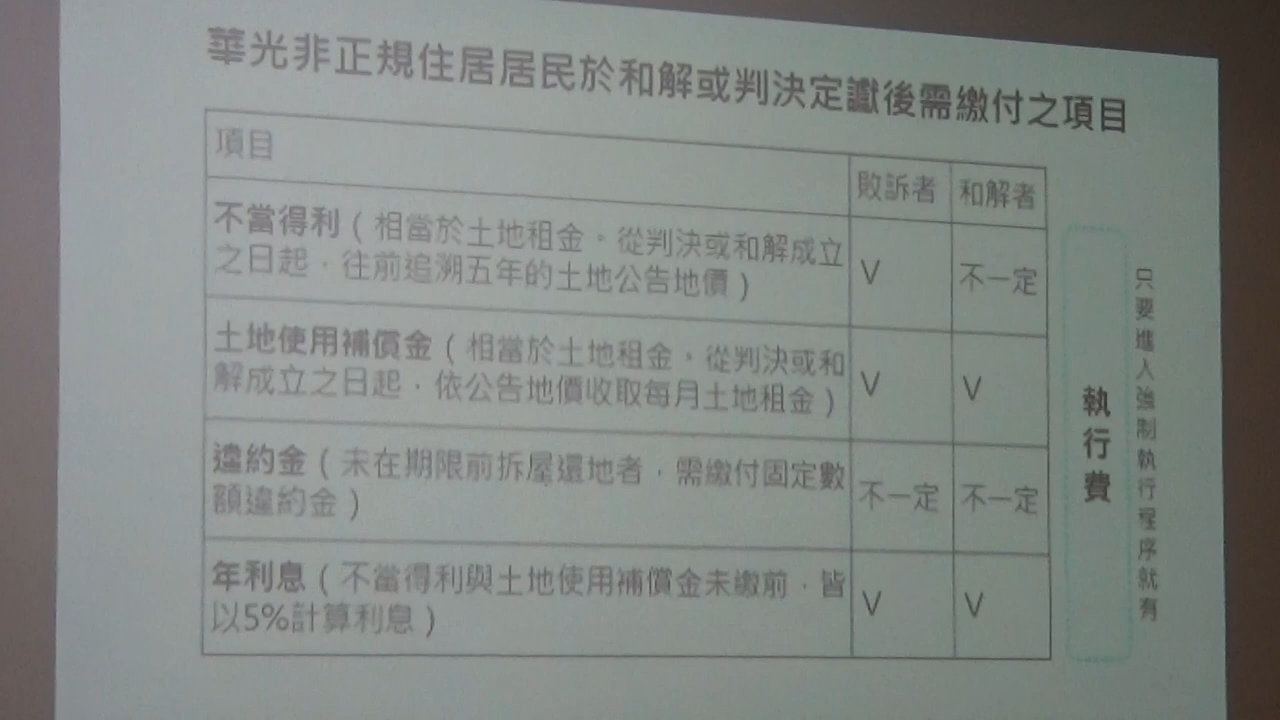 華光非正規住居居民於和解或判決定讞後需繳付之項目
項目
敗訴者
和解者
不當得利（相當於土地租金。從判決或和解成立
之日起，往前追溯五年的土地公告地價）
V
不一定
土地使用補償金（相當於土地租金。從判決或和
解成立之日起，依公告地價收取每月土地租金）
V
V
違約金（未在期限前拆屋還地者，需繳付固定數
額違約金）
不一定
不一定
年利息（不當得利與土地使用補償金未繳前，皆
以5%計算利息）
V
V
執行費
只要進入強制執行程序就有